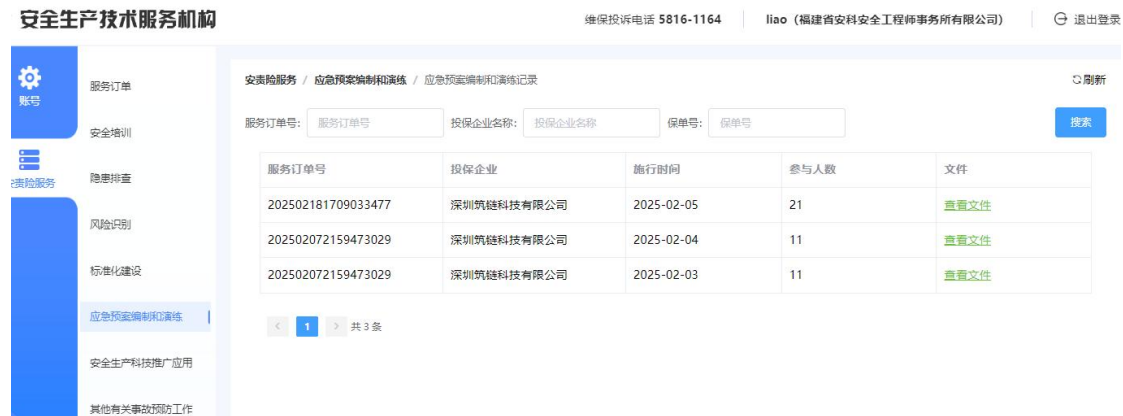 安全生产技术服务机构
维保投诉电话 5816-1164 liao（福建省安科安全工程师事务所有限公司） 退出登录
账号
责险服务
服务订单
安全培训
隐患排查
风险识别
标准化建设
应急预案编制和演练
安全生产科技推广应用
其他有关事故预防工作
安责险服务 / 应急预案编制和演练 / 应急预案编制和演练记录 刷新
服务订单号: 服务订单号 投保企业名称: 投保企业名称 保单号: 保单号 搜索
服务订单号 投保企业 施行时间 参与人数 文件
202502181709033477 深圳筑链科技有限公司 2025-02-05 21 查看文件
202502072159473029 深圳筑链科技有限公司 2025-02-04 11 查看文件
202502072159473029 深圳筑链科技有限公司 2025-02-03 11 查看文件
< 1 > 共 3 条